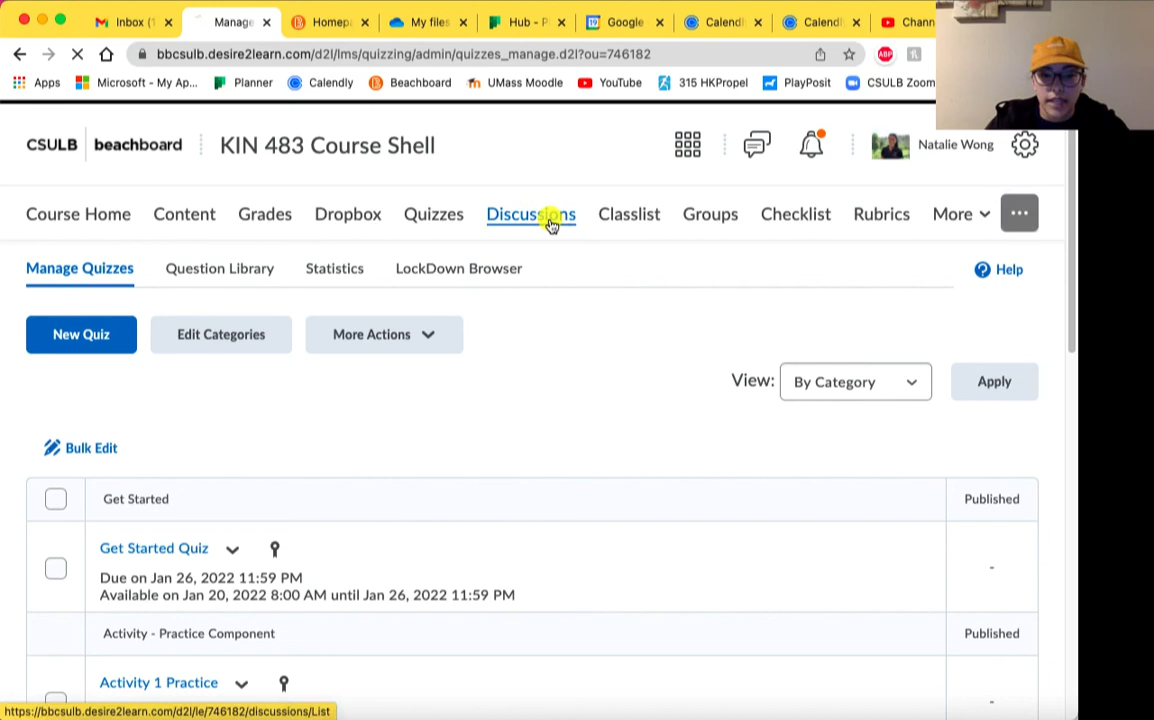 Inbox (1
Manage
Homep
My files
Hub - P
Google
19
Calendl
Calendl
Chann
bbcsulb.desire2learn.com/d2l/lms/quizzing/admin/quizzes_manage.d2l?ou=746182
ABP
Apps
Microsoft - My Ap...
Planner
Calendly
Beachboard
UMass Moodle
YouTube
315 HKPropel
PlayPosit
CSULB Zoom
CSULB beachboard
KIN 483 Course Shell
Natalie Wong
Course Home
Content
Grades
Dropbox
Quizzes
Discussions
Classlist
Groups
Checklist
Rubrics
More
Manage Quizzes
Question Library
Statistics
LockDown Browser
Help
New Quiz
Edit Categories
More Actions
View:
By Category
Apply
Bulk Edit
Get Started
Published
Get Started Quiz
Due on Jan 26, 2022 11:59 PM
-
Available on Jan 20, 2022 8:00 AM until Jan 26, 2022 11:59 PM
Activity - Practice Component
Published
Activity 1 Practice
-
https://bbcsulb.desire2learn.com/d2l/le/746182/discussions/List